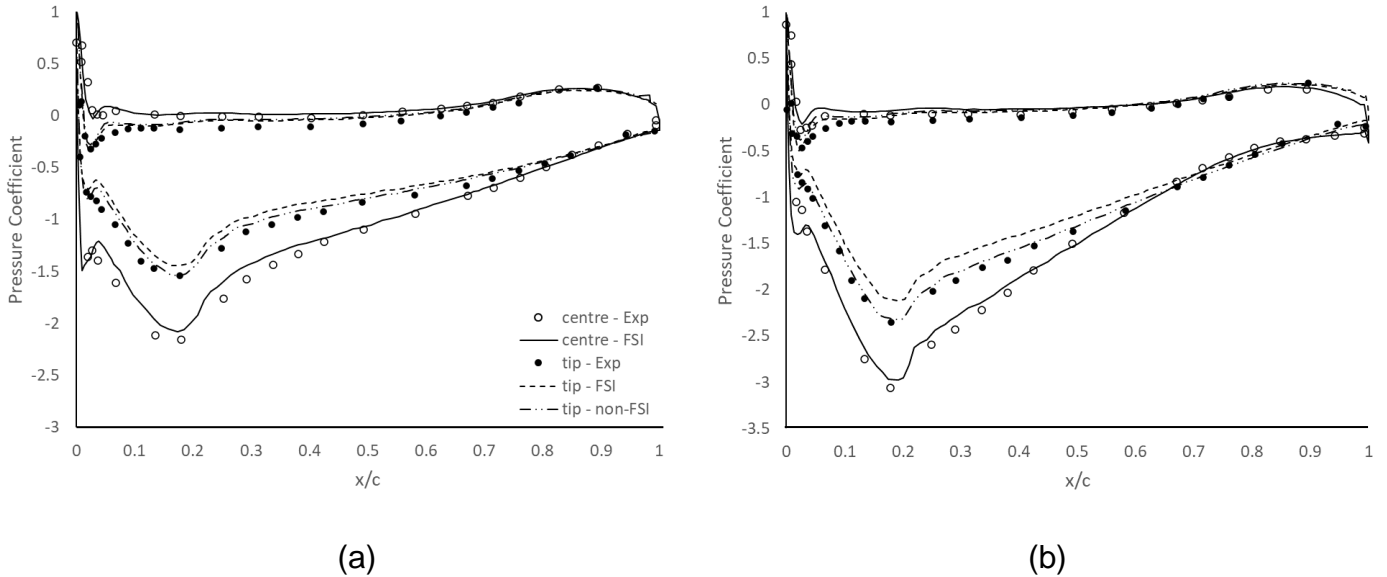 1
0.5
0
-0.5
-1
-1.5
-2
-2.5
-3
Pressure Coefficient
0 0.1 0.2 0.3 0.4 0.5 0.6 0.7 0.8 0.9 1
x/c
centre - Exp
centre - FSI
tip - Exp
tip - FSI
tip - non-FSI
(a)
1
0.5
0
-0.5
-1
-1.5
-2
-2.5
-3
-3.5
Pressure Coefficient
0 0.1 0.2 0.3 0.4 0.5 0.6 0.7 0.8 0.9 1
x/c
(b)